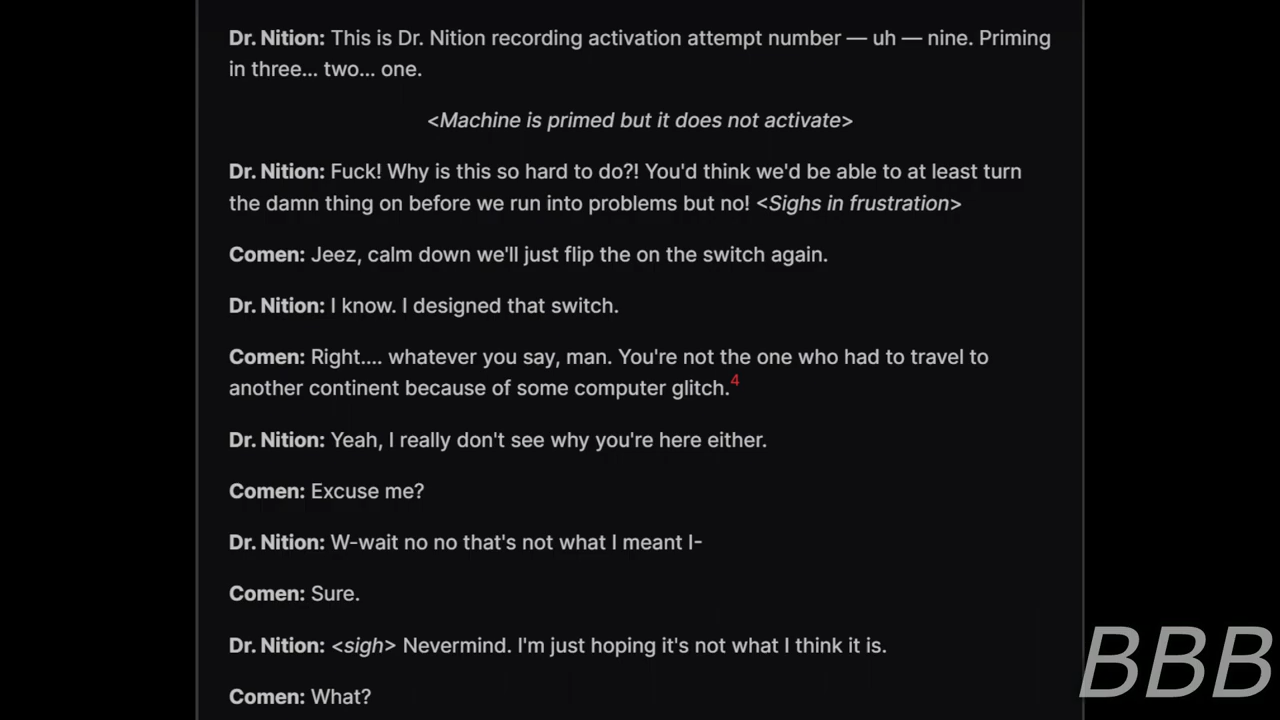 Dr. Nition: This is Dr. Nition recording activation attempt number — uh — nine. Priming
in three... two... one.
<Machine is primed but it does not activate>
Dr. Nition: Fuck! Why is this so hard to do?! You'd think we'd be able to at least turn
the damn thing on before we run into problems but no! <Sighs in frustration>
Comen: Jeez, calm down we'll just flip the on the switch again.
Dr. Nition: I know. I designed that switch.
Comen: Right.... whatever you say, man. You're not the one who had to travel to
another continent because of some computer glitch.4
Dr. Nition: Yeah, I really don't see why you're here either.
Comen: Excuse me?
Dr. Nition: W-wait no no that's not what I meant I-
Comen: Sure.
Dr. Nition: <sigh> Nevermind. I'm just hoping it's not what I think it is.
Comen: What?
BBB